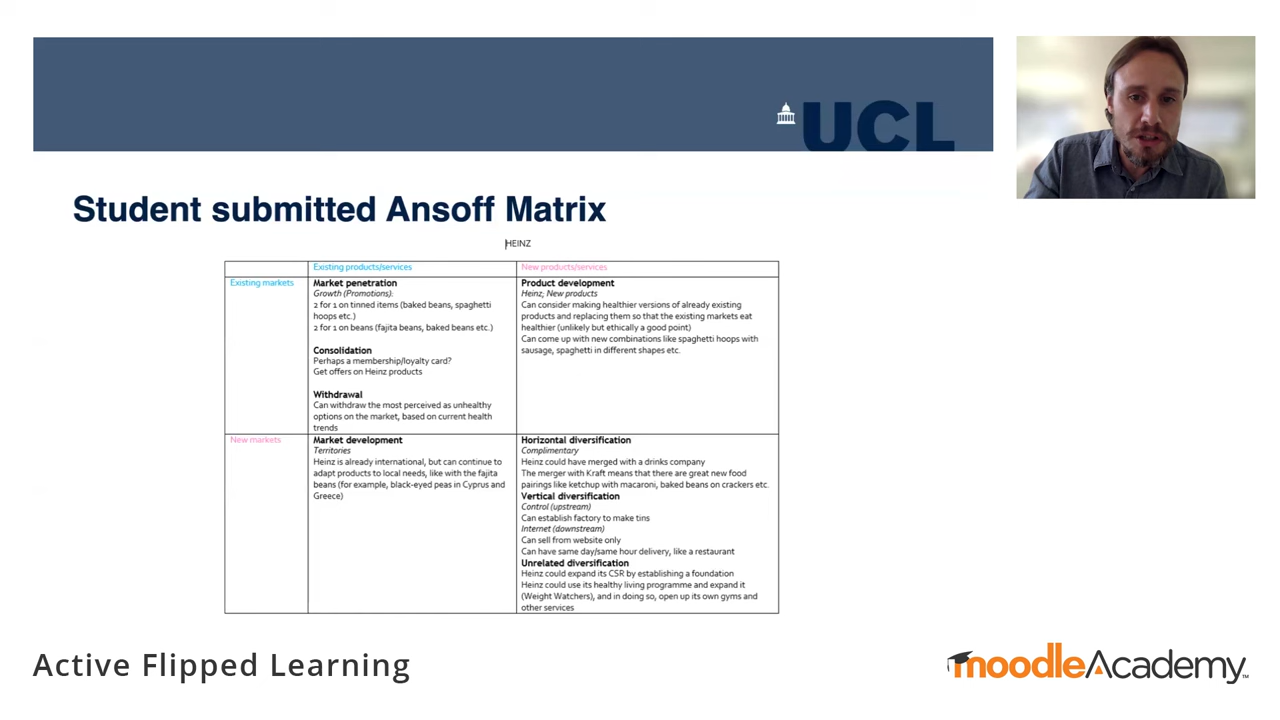 UCL
Student submitted Ansoff Matrix
HEINZ
Existing products/services
New products/services
Existing markets
Market penetration
Growth (Promotions):
2 for 1 on tinned items (baked beans, spaghetti
hoops etc.)
2 for 1 on beans (fajita beans, baked beans etc.)
Consolidation
Perhaps a membership/loyalty card?
Get offers on Heinz products
Withdrawal
Can withdraw the most perceived as unhealthy
options on the market, based on current health
trends
Product development
Heinz; New products
Can consider making healthier versions of already existing
products and replacing them so that the existing markets eat
healthier (unlikely but ethically a good point)
Can come up with new combinations like spaghetti hoops with
sausage, spaghetti in different shapes etc.
New markets
Market development
Territories
Heinz is already international, but can continue to
adapt products to local needs, like with the fajita
beans (for example, black-eyed peas in Cyprus and
Greece)
Horizontal diversification
Complimentary
Heinz could have merged with a drinks company
The merger with Kraft means that there are great new food
pairings like ketchup with macaroni, baked beans on crackers etc.
Vertical diversification
Control (upstream)
Can establish factory to make tins
Internet (downstream)
Can sell from website only
Can have same day/same hour delivery, like a restaurant
Unrelated diversification
Heinz could expand its CSR by establishing a foundation
Heinz could use its healthy living programme and expand it
(Weight Watchers), and in doing so, open up its own gyms and
other services
Active Flipped Learning
moodleAcademy™